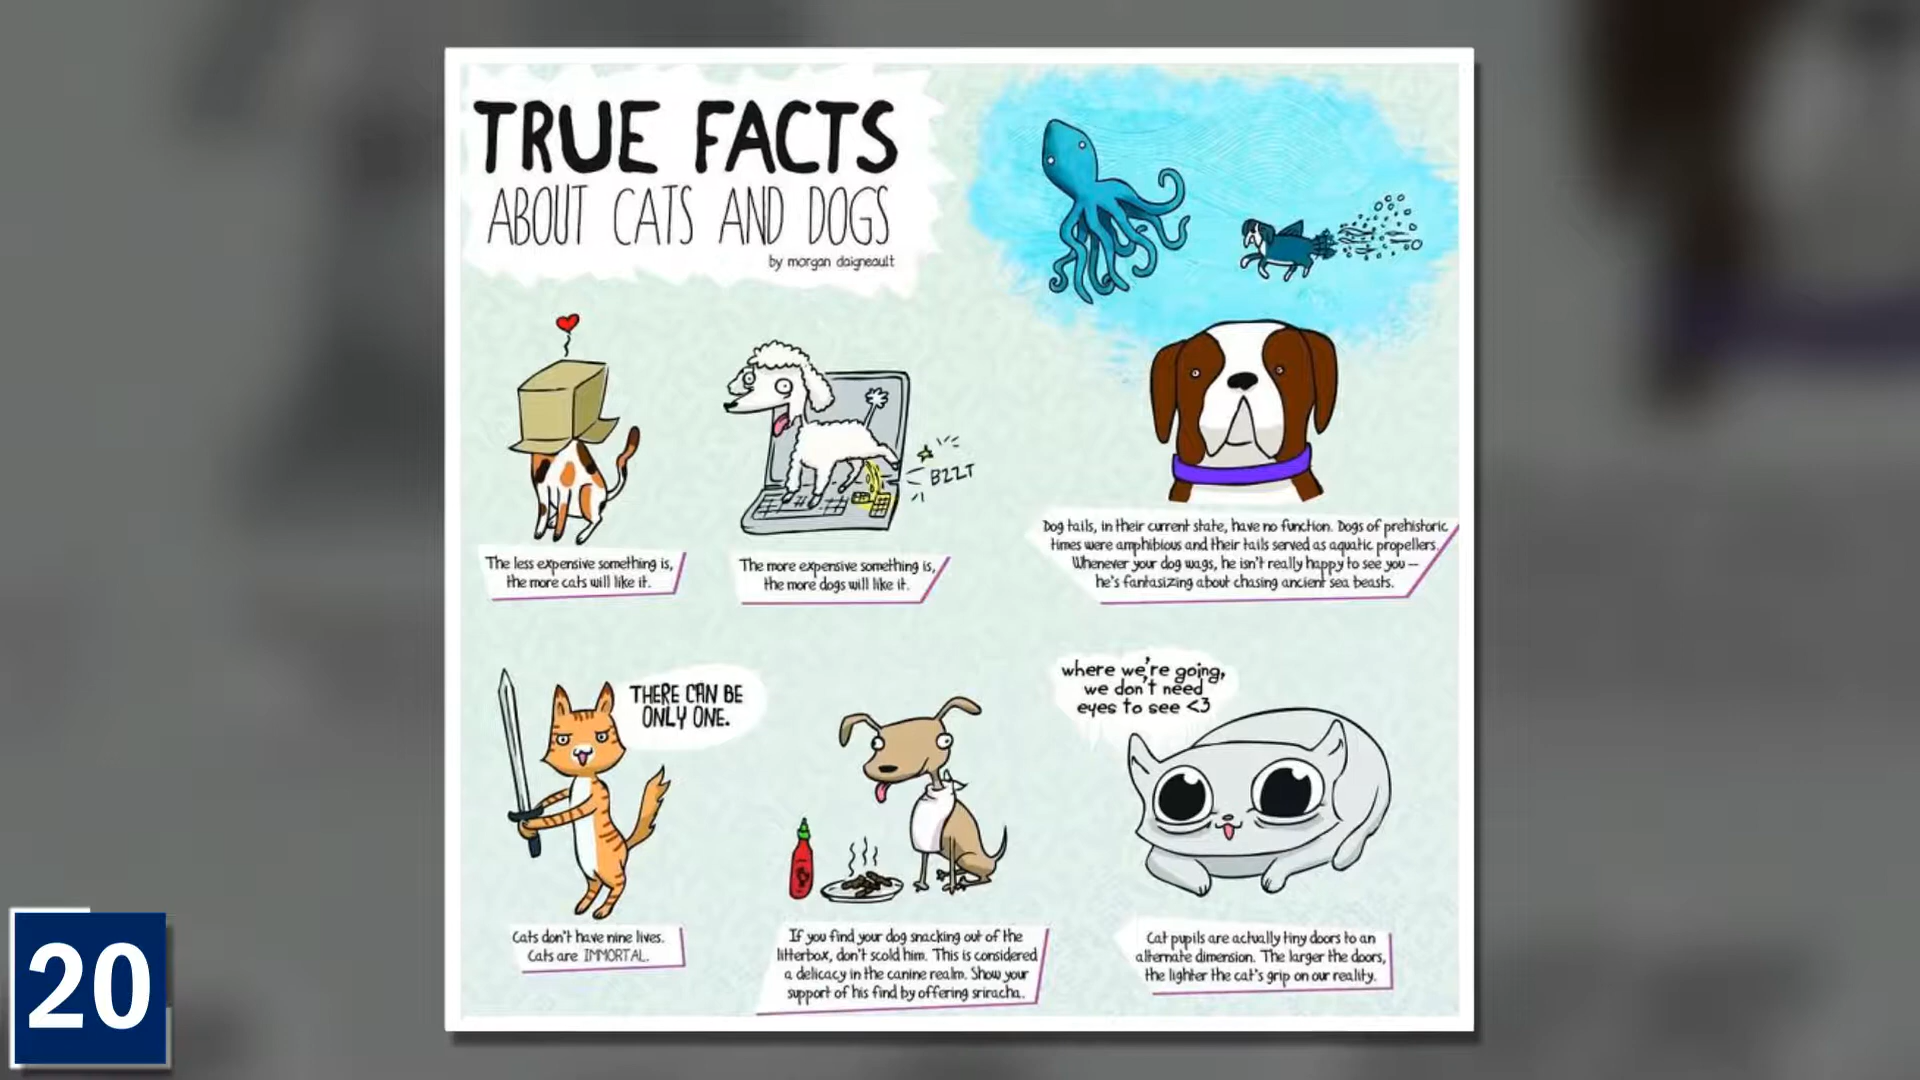 TRUE FACTS
ABOUT CATS AND DOGS
by morgan daigneault
BZZT
The less expensive something is,
the more cats will like it.
The more expensive something is,
the more dogs will like it.
Dog tails, in their current state, have no function. Dogs of prehistoric
times were amphibious and their tails served as aquatic propellers.
Whenever your dog wags, he isn't really happy to see you –
he's fantasizing about chasing ancient sea beasts.
THERE CAN BE
ONLY ONE.
where we're going,
we don't need
eyes to see <3
Cats don't have nine lives.
Cats are IMMORTAL.
If you find your dog snacking out of the
litterbox, don't scold him. This is considered
a delicacy in the canine realm. Show your
support of his find by offering sriracha.
Cat pupils are actually tiny doors to an
alternate dimension. The larger the doors,
the lighter the cat's grip on our reality.
20